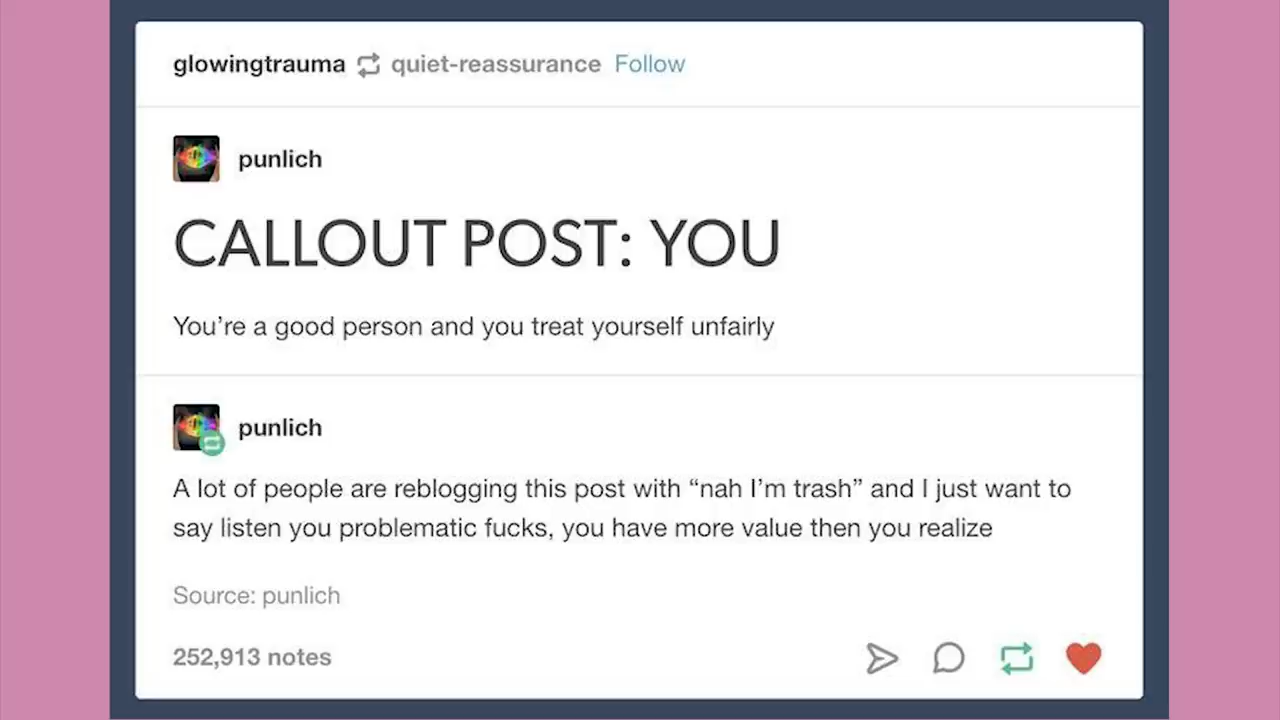 glowingtrauma quiet-reassurance Follow
punlich
CALLOUT POST: YOU
You’re a good person and you treat yourself unfairly
punlich
A lot of people are reblogging this post with “nah I’m trash” and I just want to
say listen you problematic fucks, you have more value then you realize
Source: punlich
252,913 notes